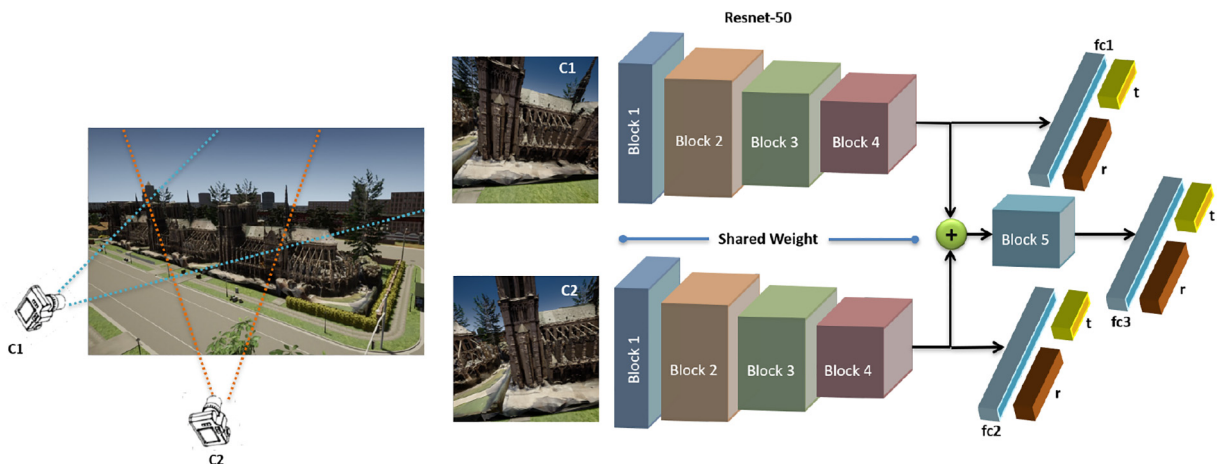 Resnet-50
C1
Block 1
Block 2
Block 3
Block 4
fc1
t
r
Shared Weight
+
Block 5
t
r
fc3
C1
C2
C2
Block 1
Block 2
Block 3
Block 4
t
r
fc2